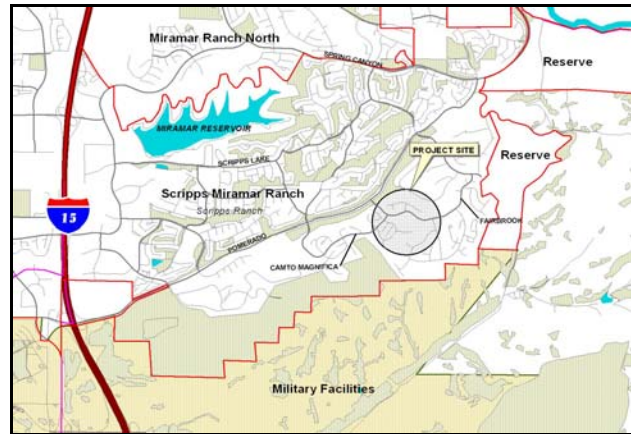 Miramar Ranch North
SPRING CANYON
Reserve
MIRAMAR RESERVOIR
PROJECT SITE
Reserve
SCRIPPS LAKE
Scripps Miramar Ranch
Scripps Ranch
15
FAIRBROOK
POMERADO
CAMTO MAGNIFICA
Military Facilities